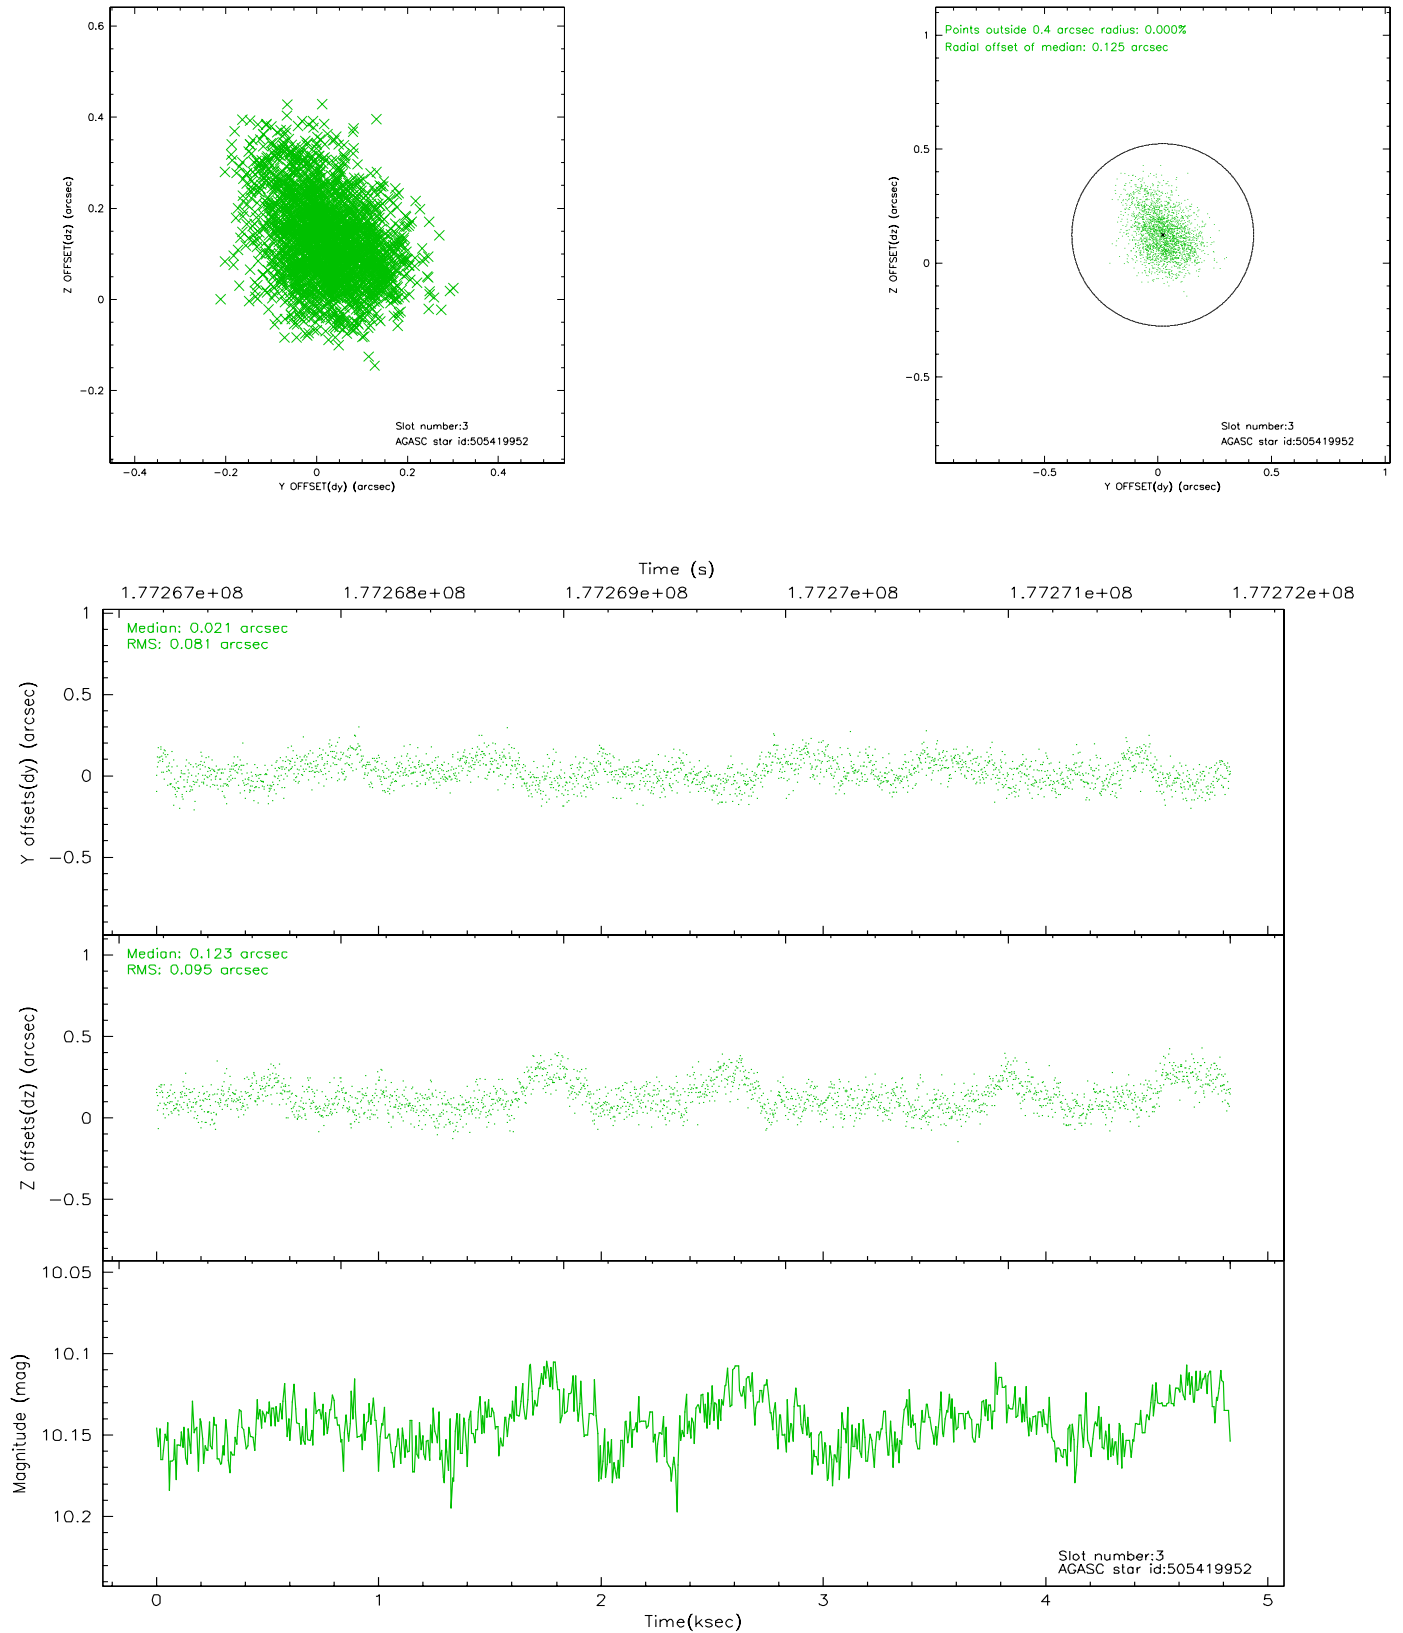 0.6
0.4
0.2
0
−0.2
Z OFFSET(dz) (arcsec)
Slot number:3
AGASC star id:505419952
−0.4 −0.2 0 0.2 0.4
Y OFFSET(dy) (arcsec)
Points outside 0.4 arcsec radius: 0.000%
Radial offset of median: 0.125 arcsec
1
0.5
0
−0.5
Z OFFSET(dz) (arcsec)
Slot number:3
AGASC star id:505419952
−0.5 0 0.5 1
Y OFFSET(dy) (arcsec)
Time (s)
1.77267e+08 1.77268e+08 1.77269e+08 1.7727e+08 1.77271e+08 1.77272e+08
Median: 0.021 arcsec
RMS: 0.081 arcsec
1
0.5
0
−0.5
Y offsets(dy) (arcsec)
Median: 0.123 arcsec
RMS: 0.095 arcsec
1
0.5
0
−0.5
Z offsets(dz) (arcsec)
10.05
10.1
10.15
10.2
Magnitude (mag)
Slot number:3
AGASC star id:505419952
0 1 2 3 4 5
Time(ksec)